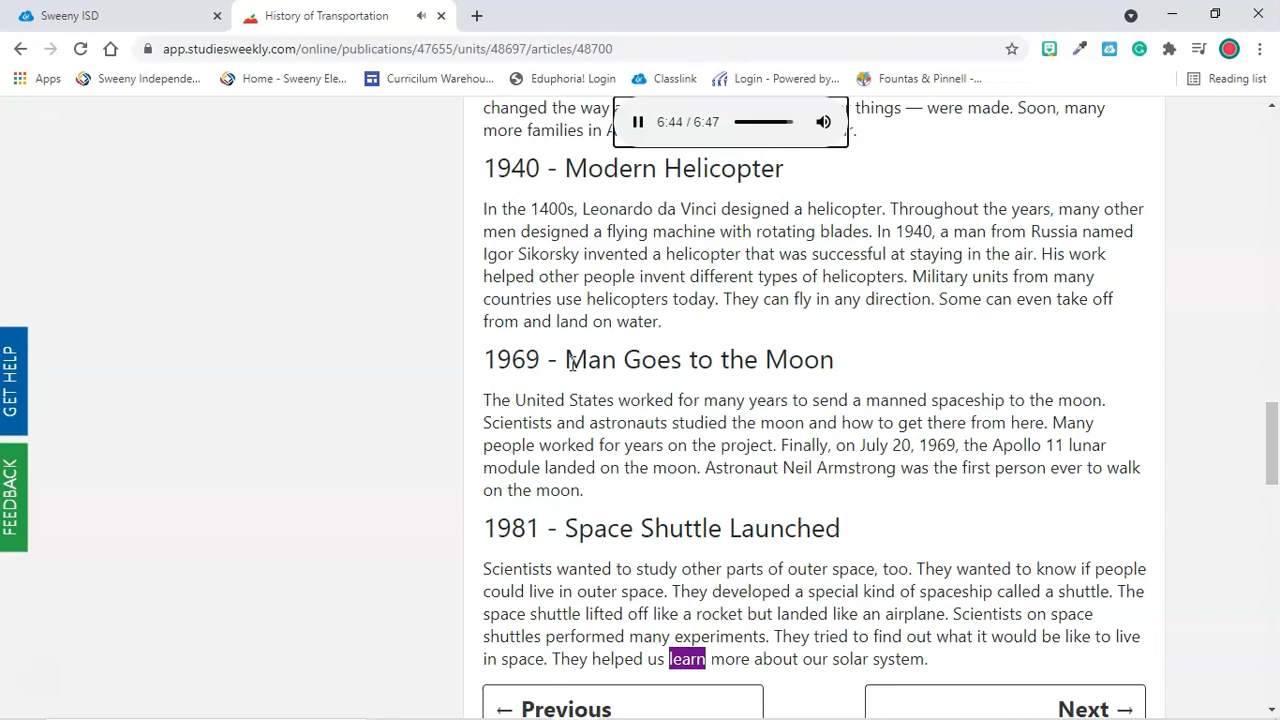 Sweeny ISD
History of Transportation
app.studiesweekly.com/online/publications/47655/units/48697/articles/48700
Apps
Sweeny Independe...
Home - Sweeny Ele...
Curriculum Warehou...
Eduphoria! Login
Classlink
Login - Powered by...
Fountas & Pinnell –...
Reading list
changed the way things — were made. Soon, many
more families in A r.
6:44 / 6:47
1940 - Modern Helicopter
In the 1400s, Leonardo da Vinci designed a helicopter. Throughout the years, many other
men designed a flying machine with rotating blades. In 1940, a man from Russia named
Igor Sikorsky invented a helicopter that was successful at staying in the air. His work
helped other people invent different types of helicopters. Military units from many
countries use helicopters today. They can fly in any direction. Some can even take off
from and land on water.
1969 - Man Goes to the Moon
The United States worked for many years to send a manned spaceship to the moon.
Scientists and astronauts studied the moon and how to get there from here. Many
people worked for years on the project. Finally, on July 20, 1969, the Apollo 11 lunar
module landed on the moon. Astronaut Neil Armstrong was the first person ever to walk
on the moon.
1981 - Space Shuttle Launched
Scientists wanted to study other parts of outer space, too. They wanted to know if people
could live in outer space. They developed a special kind of spaceship called a shuttle. The
space shuttle lifted off like a rocket but landed like an airplane. Scientists on space
shuttles performed many experiments. They tried to find out what it would be like to live
in space. They helped us learn more about our solar system.
← Previous
Next →
GET HELP
FEEDBACK